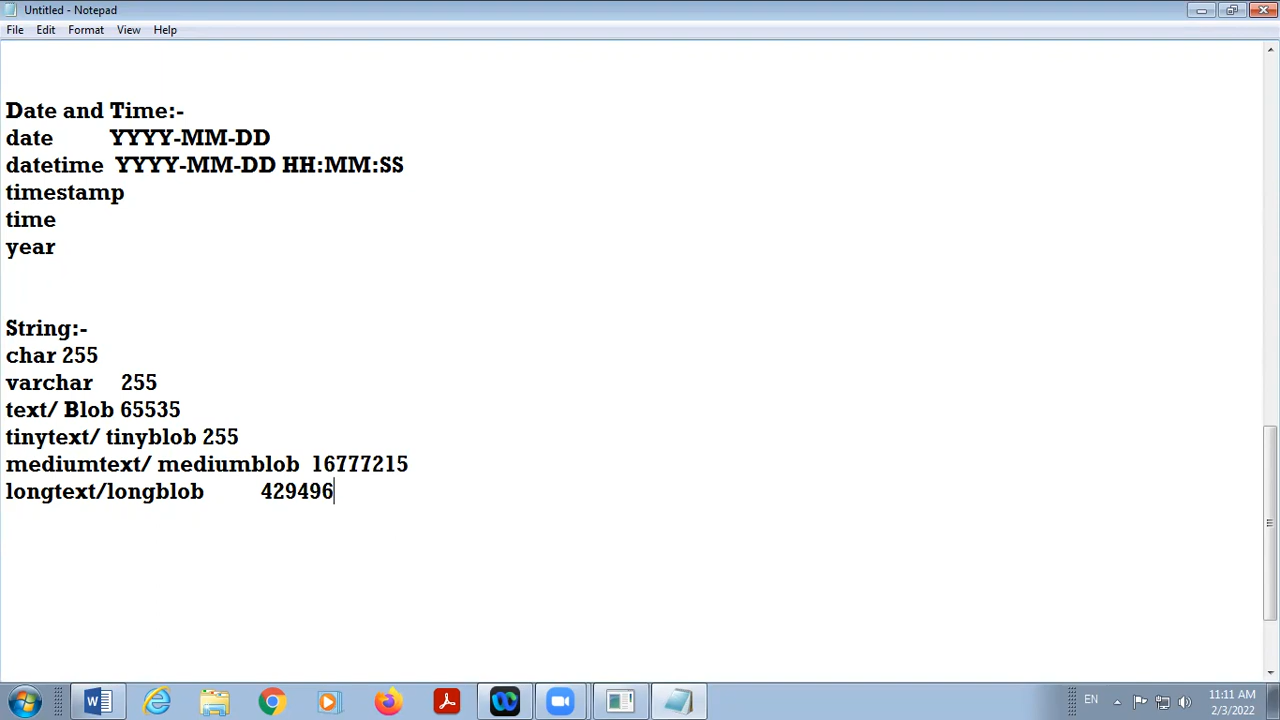 Untitled - Notepad
File Edit Format View Help
Date and Time:-
date YYYY-MM-DD
datetime YYYY-MM-DD HH:MM:SS
timestamp
time
year
String:-
char 255
varchar 255
text/ Blob 65535
tinytext/ tinyblob 255
mediumtext/ mediumblob 16777215
longtext/longblob 429496
EN
11:11 AM
2/3/2022